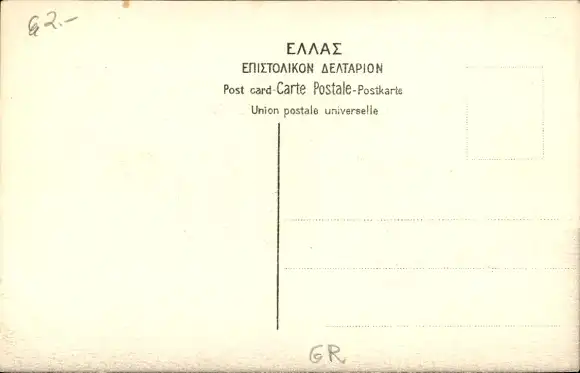 G2.-
ΕΛΛΑΣ
ΕΠΙΣΤΟΛΙΚΟΝ ΔΕΛΤΑΡΙΟΝ
Post card-Carte Postale-Postkarte
Union postale universelle
GR